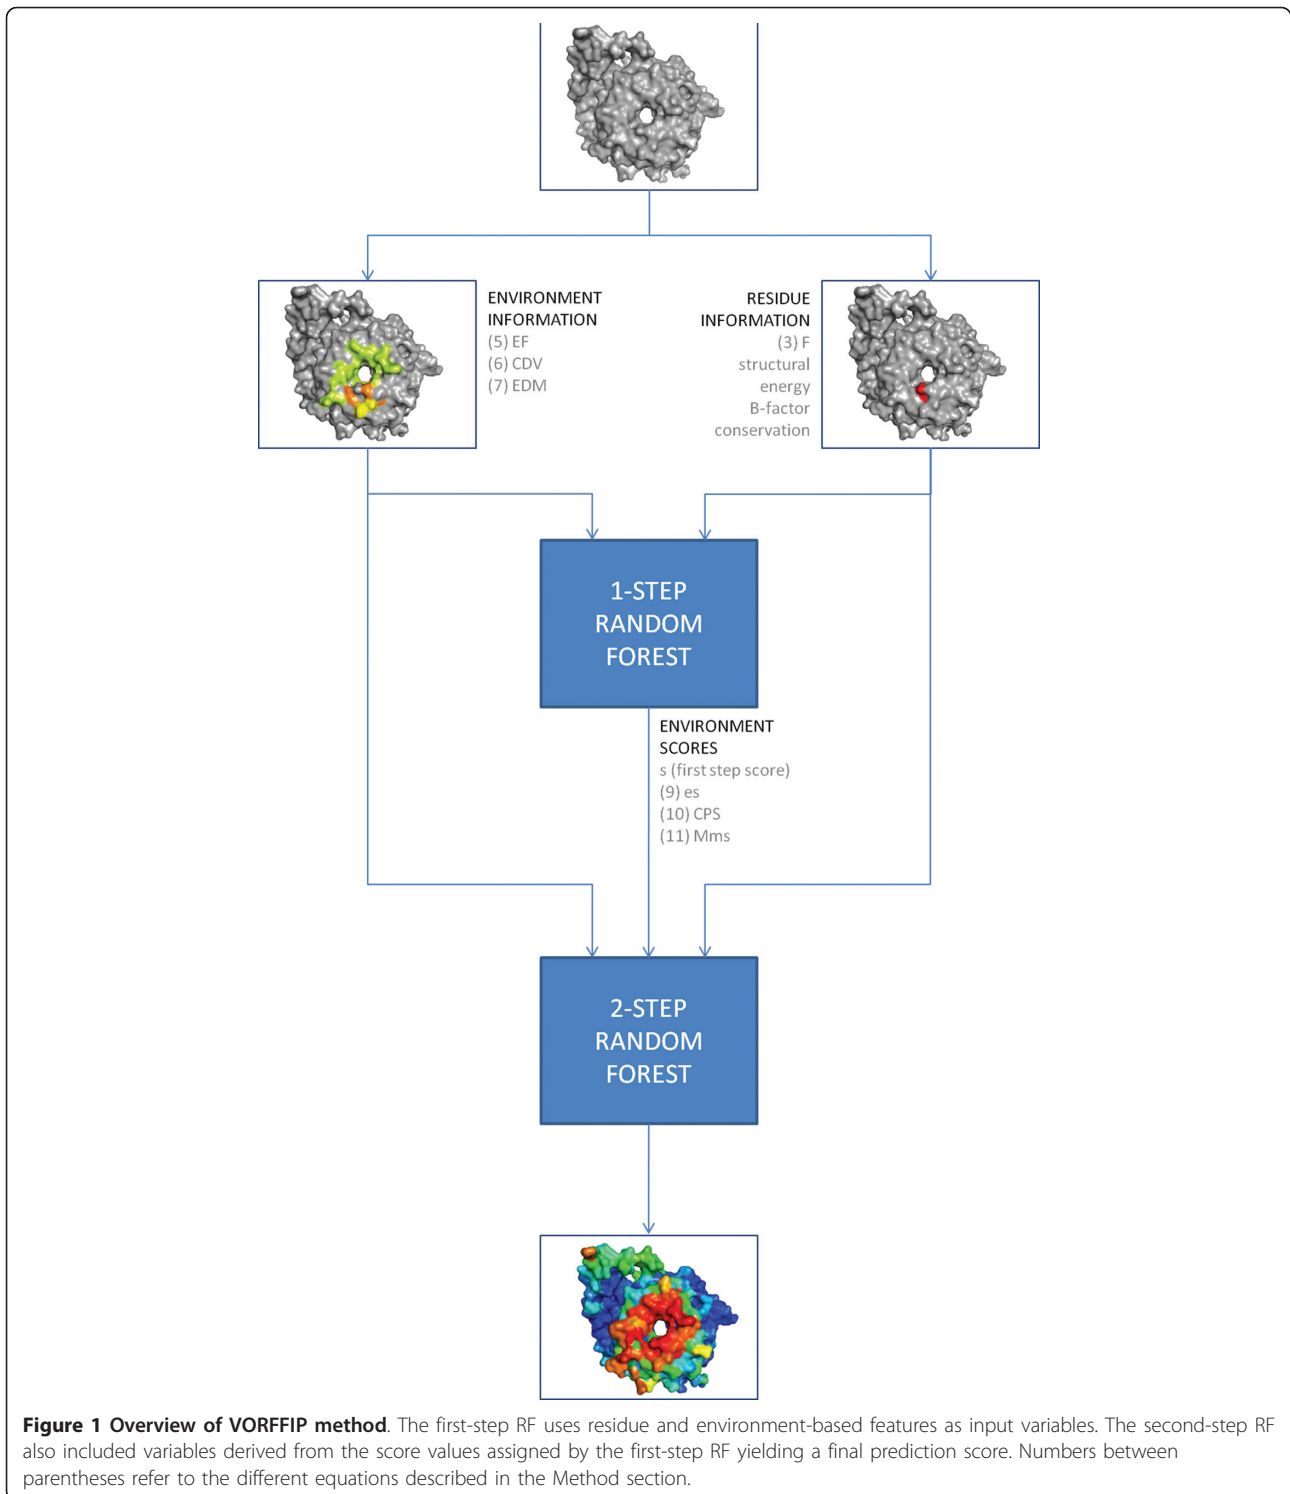 ENVIRONMENT
INFORMATION
(5) EF
(6) CDV
(7) EDM
RESIDUE
INFORMATION
(3) F
structural
energy
B-factor
conservation
1-STEP
RANDOM
FOREST
ENVIRONMENT
SCORES
s (first step score)
(9) es
(10) CPS
(11) Mms
2-STEP
RANDOM
FOREST
Figure 1 Overview of VORFFIP method. The first-step RF uses residue and environment-based features as input variables. The second-step RF
also included variables derived from the score values assigned by the first-step RF yielding a final prediction score. Numbers between
parentheses refer to the different equations described in the Method section.